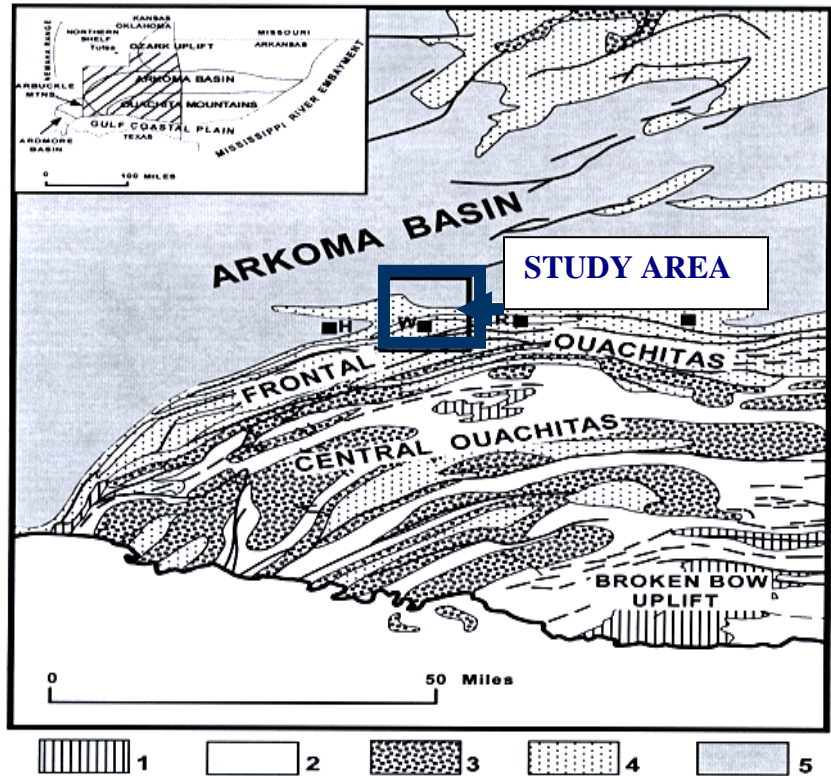 KANSAS
OKLAHOMA
MISSOURI
ARKANSAS
NORTHERN
SHELF
Tulsa
OZARK UPLIFT
NEMAHA RANGE
ARKOMA BASIN
ARBUCKLE
MTNS
OUACHITA MOUNTAINS
GULF COASTAL PLAIN
TEXAS
MISSISSIPPI RIVER EMBAYMENT
ARDMORE
BASIN
0 100 MILES
ARKOMA BASIN
STUDY AREA
H
W
R
FRONTAL OUACHITAS
CENTRAL OUACHITAS
BROKEN BOW
UPLIFT
0 50 Miles
1 2 3 4 5